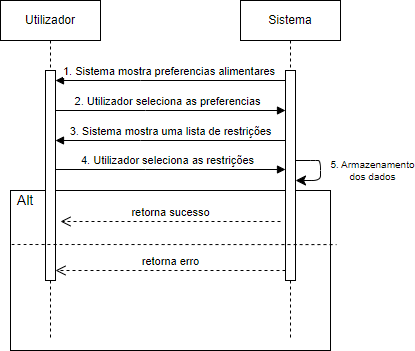 Utilizador
Sistema
1. Sistema mostra preferencias alimentares
2. Utilizador seleciona as preferencias
3. Sistema mostra uma lista de restrições
4. Utilizador seleciona as restrições
5. Armazenamento
dos dados
Alt
retorna sucesso
retorna erro